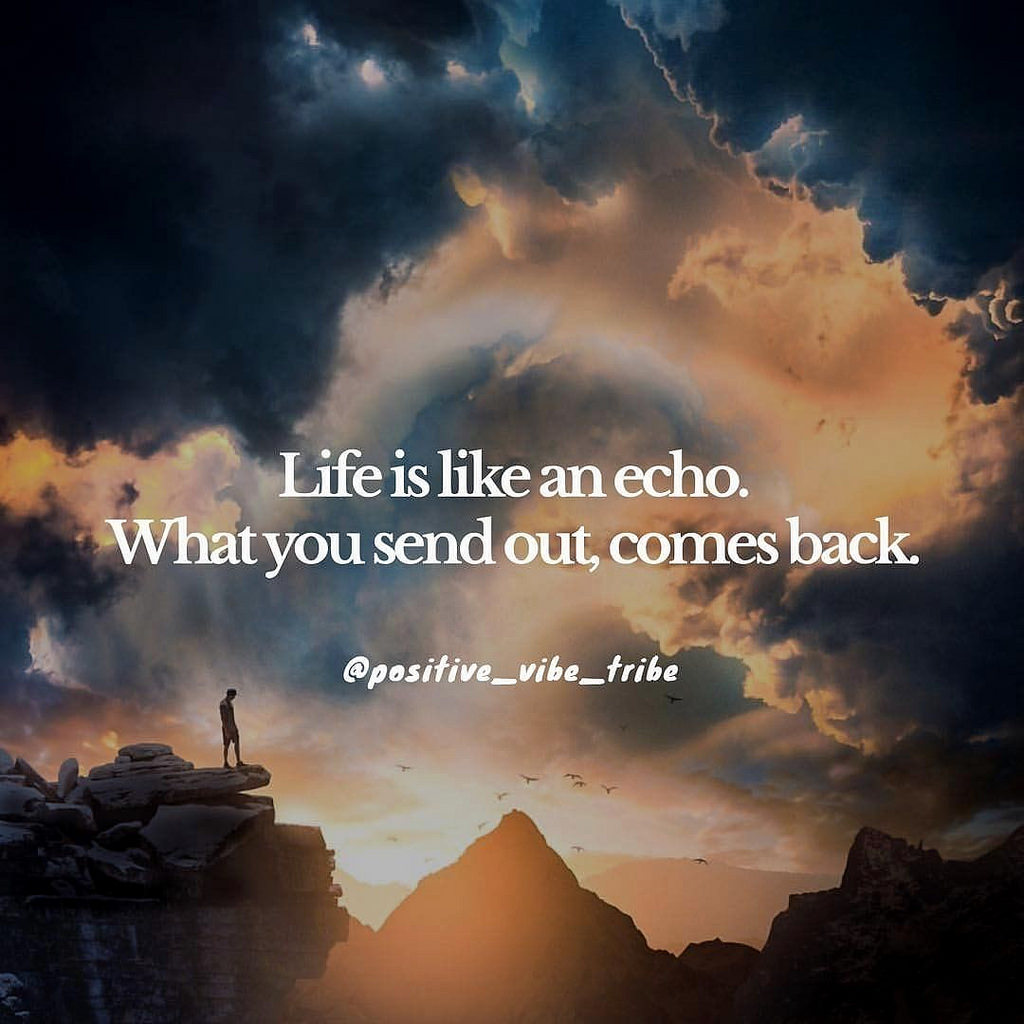 Life is like an echo.
What you send out, comes back.
@positive_vibe_tribe